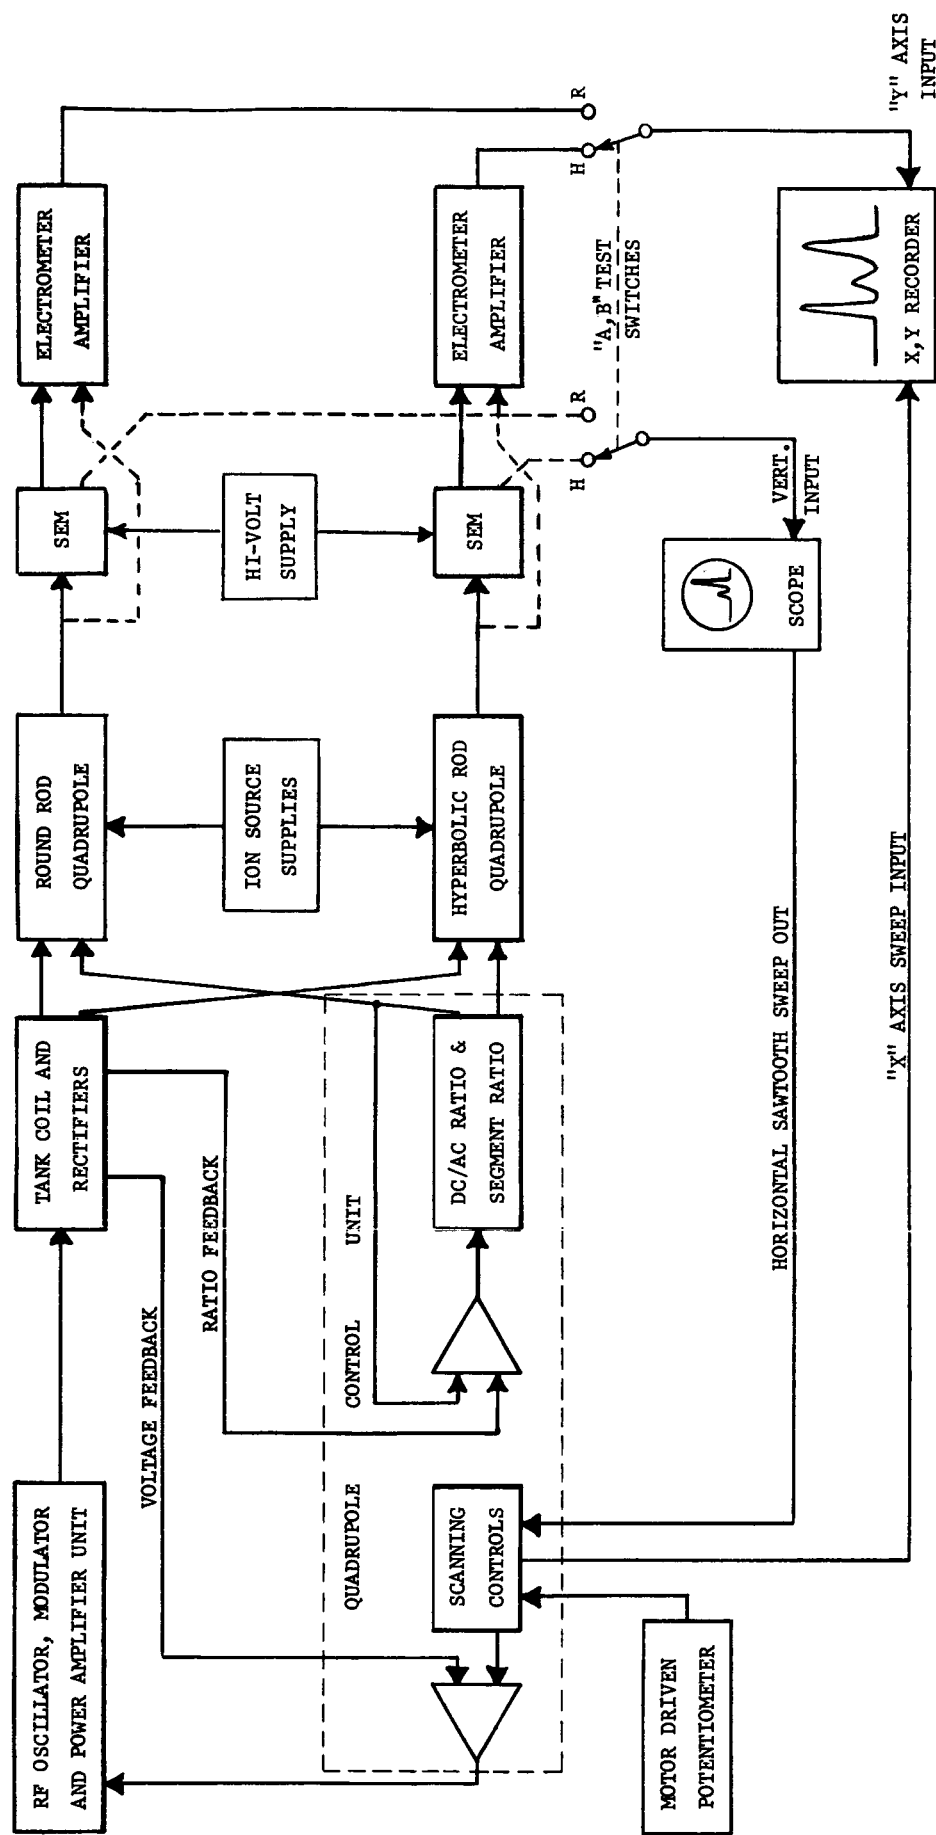 RF OSCILLATOR, MODULATOR
AND POWER AMPLIFIER UNIT
TANK COIL AND
RECTIFIERS
ROUND ROD
QUADRUPOLE
SEM
ELECTROMETER
AMPLIFIER
VOLTAGE FEEDBACK
RATIO FEEDBACK
ION SOURCE
SUPPLIES
HI-VOLT
SUPPLY
QUADRUPOLE CONTROL UNIT
SCANNING
CONTROLS
DC/AC RATIO &
SEGMENT RATIO
HYPERBOLIC ROD
QUADRUPOLE
SEM
ELECTROMETER
AMPLIFIER
H
R
H
R
"A,B" TEST
SWITCHES
MOTOR DRIVEN
POTENTIOMETER
HORIZONTAL SAWTOOTH SWEEP OUT
SCOPE
VERT.
INPUT
"X" AXIS SWEEP INPUT
X,Y RECORDER
"Y" AXIS
INPUT